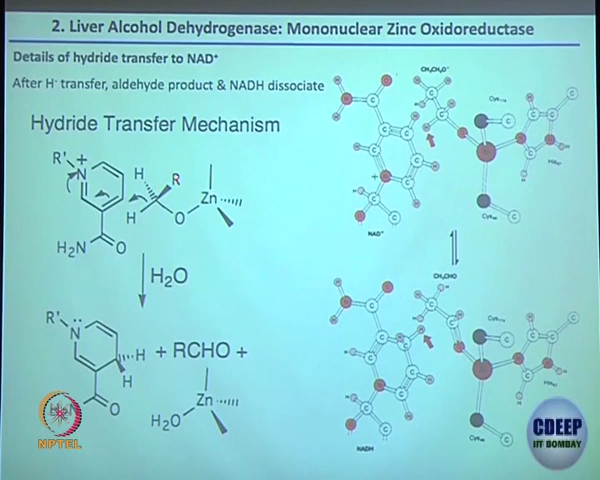 2. Liver Alcohol Dehydrogenase: Mononuclear Zinc Oxidoreductase
Details of hydride transfer to NAD⁺
After H⁻ transfer, aldehyde product & NADH dissociate
Hydride Transfer Mechanism
R'
+
N
H
R
Zn
H
O
H₂N
O
H₂O
R'
N
H
+ RCHO +
H
O
Zn
H₂O
CH₃CH₂O⁻
NAD⁺
CH₃CHO
NADH
NPTEL
CDEEP
IIT BOMBAY